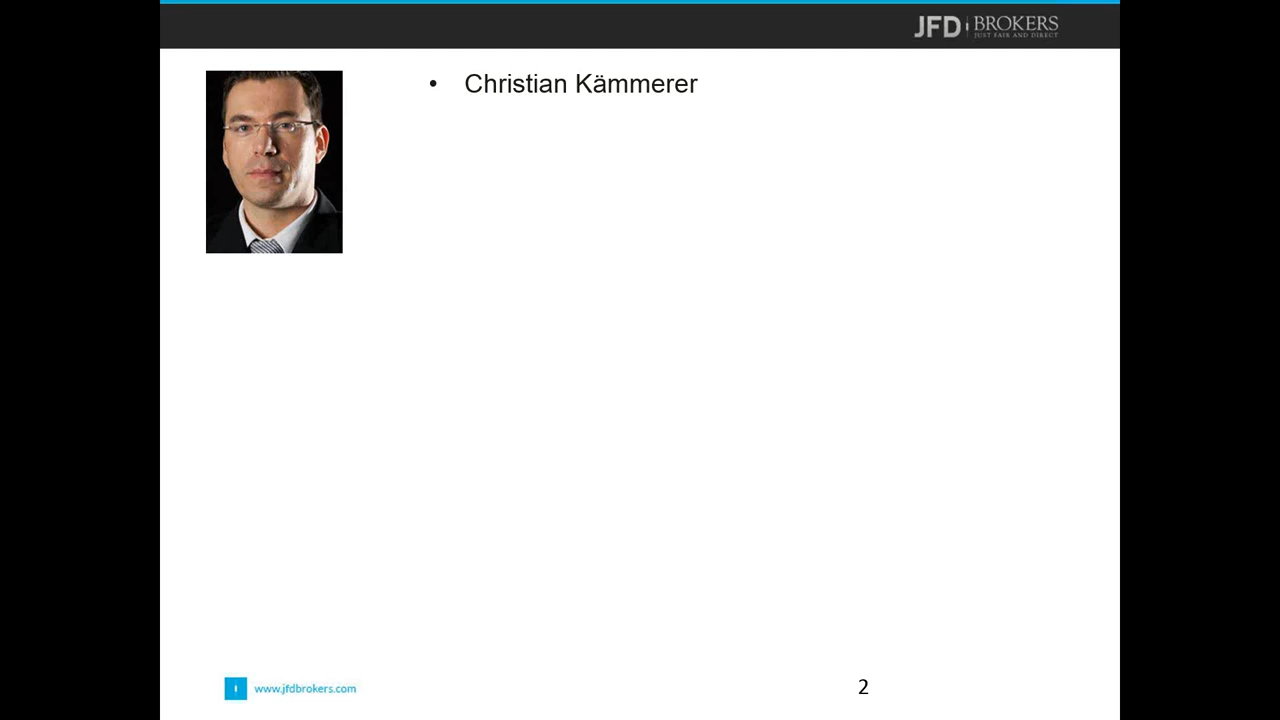 JFD BROKERS
JUST FAIR AND DIRECT
• Christian Kämmerer
www.jfdbrokers.com
2